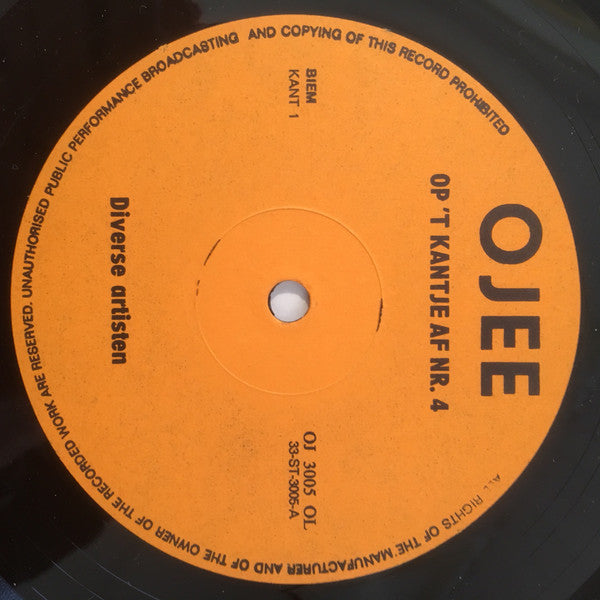 OJEE
OP 'T KANTJE AF NR. 4
BIEM
KANT 1
OJ 3005 OL
33-ST-3005-A
Diverse artisten
ALL RIGHTS OF THE MANUFACTURER AND OF THE OWNER OF THE RECORDED WORK ARE RESERVED. UNAUTHORISED PUBLIC PERFORMANCE BROADCASTING AND COPYING OF THIS RECORD PROHIBITED